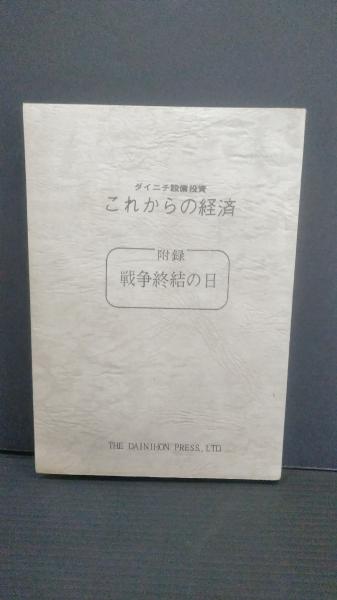 ダイニチ設備投資
これからの経済
附録
戦争終結の日
THE DAINIHON PRESS., LTD